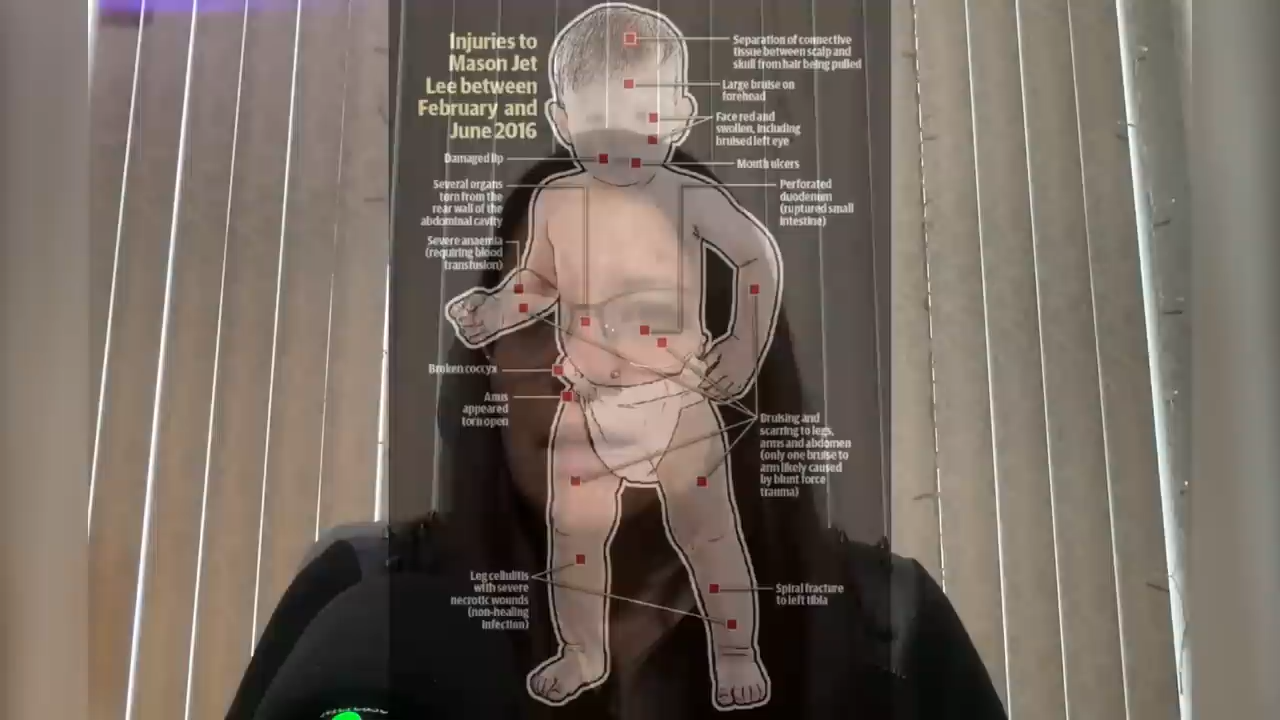 Injuries to
Mason Jet
Lee between
February and
June 2016
Separation of connective
tissue between scalp and
skull from hair being pulled
Large bruise on
forehead
Face red and
swollen, including
bruised left eye
Damaged lip
Mouth ulcers
Several organs
torn from the
rear wall of the
abdominal cavity
Perforated
duodenum
(ruptured small
intestine)
Severe anaemia
(requiring blood
transfusion)
Broken coccyx
Anus
appeared
torn open
Bruising and
scarring to legs,
arms and abdomen
(only one bruise to
arm likely caused
by blunt force
trauma)
Leg cellulitis
with severe
necrotic wounds
(non-healing
infection)
Spiral fracture
to left tibia